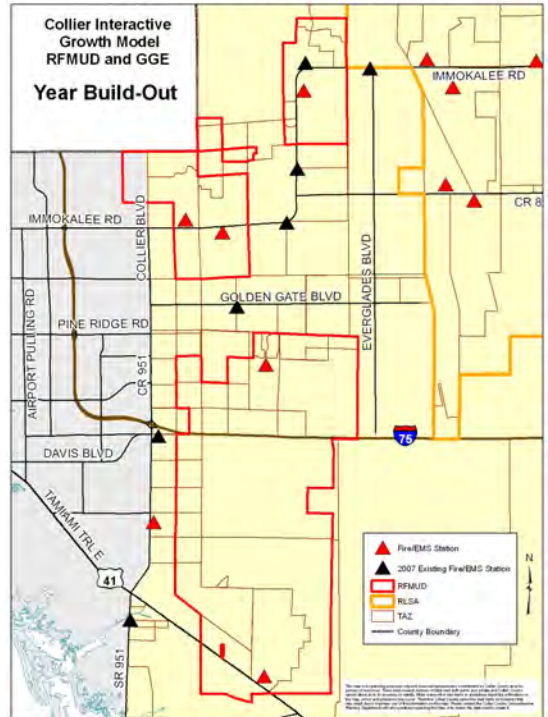 Collier Interactive
Growth Model
RFMUD and GGE
Year Build-Out
IMMOKALEE RD
CR 8
IMMOKALEE RD
COLLIER BLVD
EVERGLADES BLVD
GOLDEN GATE BLVD
AIRPORT PULLING RD
PINE RIDGE RD
CR 951
75
DAVIS BLVD
TAMIAMI TRL E
41
SR 951
Fire/EMS Station
2007 Existing Fire/EMS Station
RFMUD
RLSA
TAZ
County Boundary
N